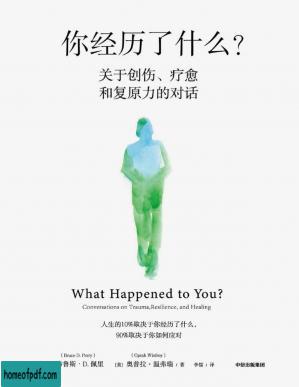 你经历了什么?
关于创伤、疗愈
和复原力的对话
What Happened to You?
Conversations on Trauma, Resilience, and Healing
人生的10%取决于你经历了什么,
90%取决于你如何应对
(Bruce D. Perry) (Oprah Winfrey)
鲁斯·D. 佩里 [美] 奥普拉·温弗瑞 | 著 李镭 | 译 中信出版集团
homeofpdf.com